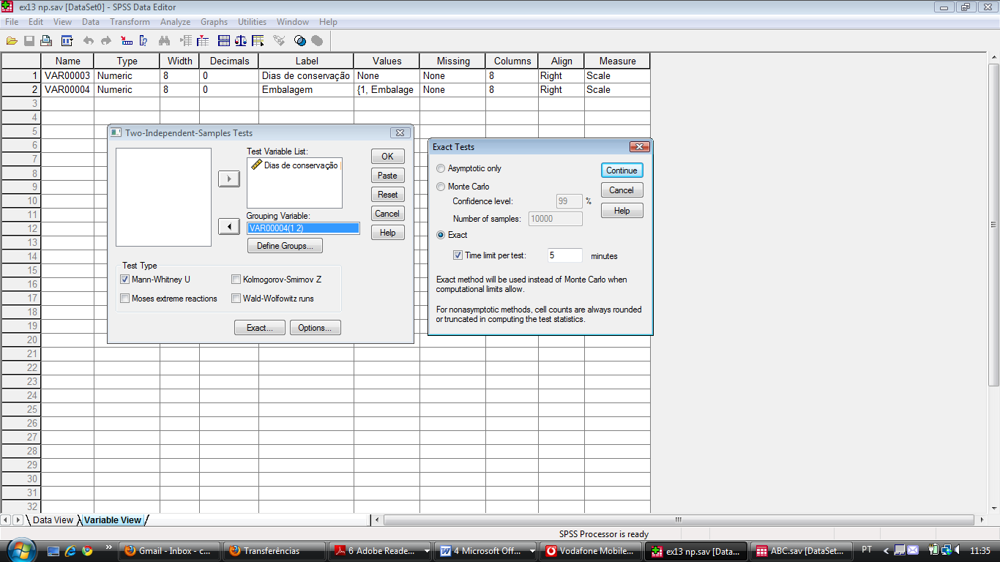 ex13 np.sav [DataSet0] - SPSS Data Editor
File Edit View Data Transform Analyze Graphs Utilities Window Help
Name Type Width Decimals Label Values Missing Columns Align Measure
1 VAR00003 Numeric 8 0 Dias de conservação None None 8 Right Scale
2 VAR00004 Numeric 8 0 Embalagem {1, Embalage None 8 Right Scale
3
4
5
6
7
8
9
10
11
12
13
14
15
16
17
18
19
20
21
22
23
24
25
26
27
28
29
30
31
32
Two-Independent-Samples Tests
Test Variable List:
Dias de conservação
Grouping Variable:
VAR00004(1 2)
Define Groups...
OK
Paste
Reset
Cancel
Help
Test Type
Mann-Whitney U
Kolmogorov-Smirnov Z
Moses extreme reactions
Wald-Wolfowitz runs
Exact...
Options...
Exact Tests
Asymptotic only
Monte Carlo
Confidence level: 99 %
Number of samples: 10000
Exact
Time limit per test: 5 minutes
Exact method will be used instead of Monte Carlo when
computational limits allow.
For nonasymptotic methods, cell counts are always rounded
or truncated in computing the test statistics.
Continue
Cancel
Help
Data View
Variable View
SPSS Processor is ready
Gmail - Inbox - c...
Transferências
6 Adobe Reade...
4 Microsoft Off...
Vodafone Mobile...
ex13 np.sav [Data...
ABC.sav [DataSet...
PT
11:35